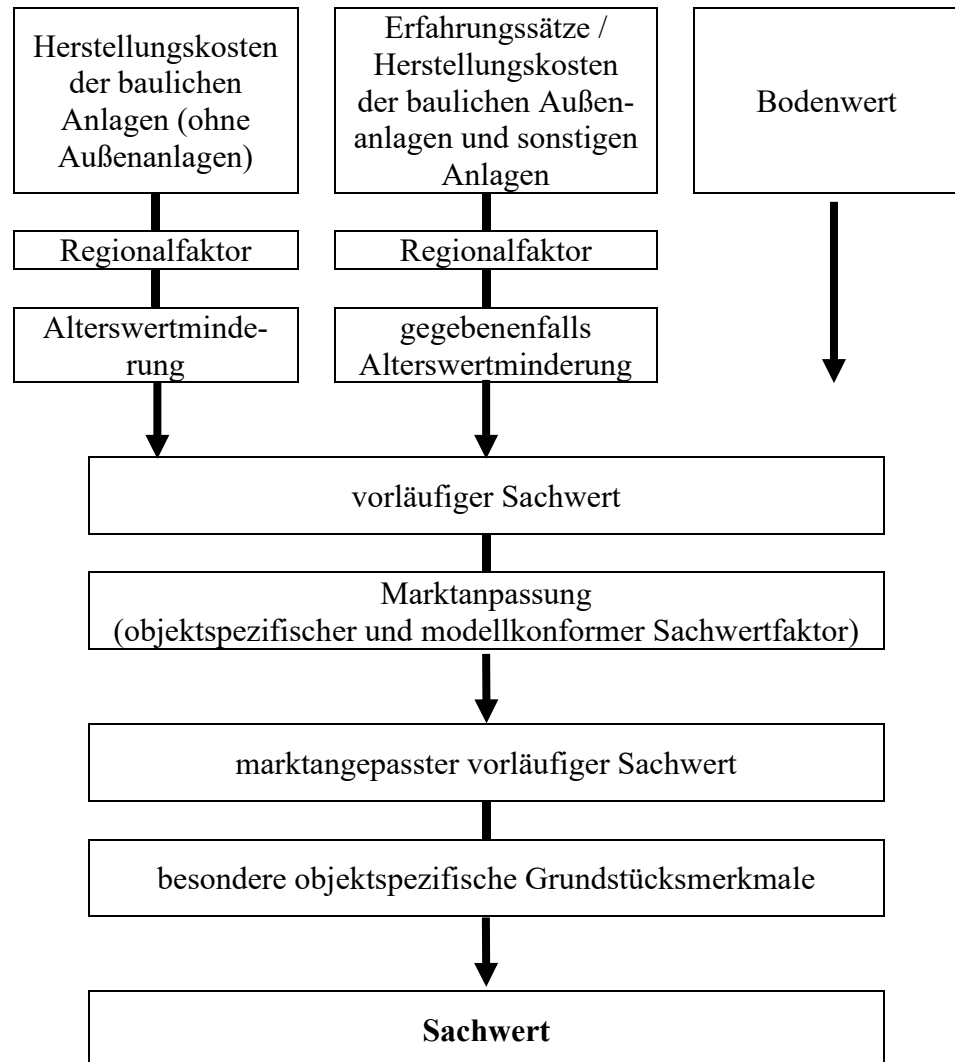 Herstellungskosten
der baulichen
Anlagen (ohne
Außenanlagen)
Erfahrungssätze /
Herstellungskosten
der baulichen Außen-
anlagen und sonstigen
Anlagen
Bodenwert
Regionalfaktor
Regionalfaktor
Alterswertminde-
rung
gegebenenfalls
Alterswertminderung
vorläufiger Sachwert
Marktanpassung
(objektspezifischer und modellkonformer Sachwertfaktor)
marktangepasster vorläufiger Sachwert
besondere objektspezifische Grundstücksmerkmale
Sachwert